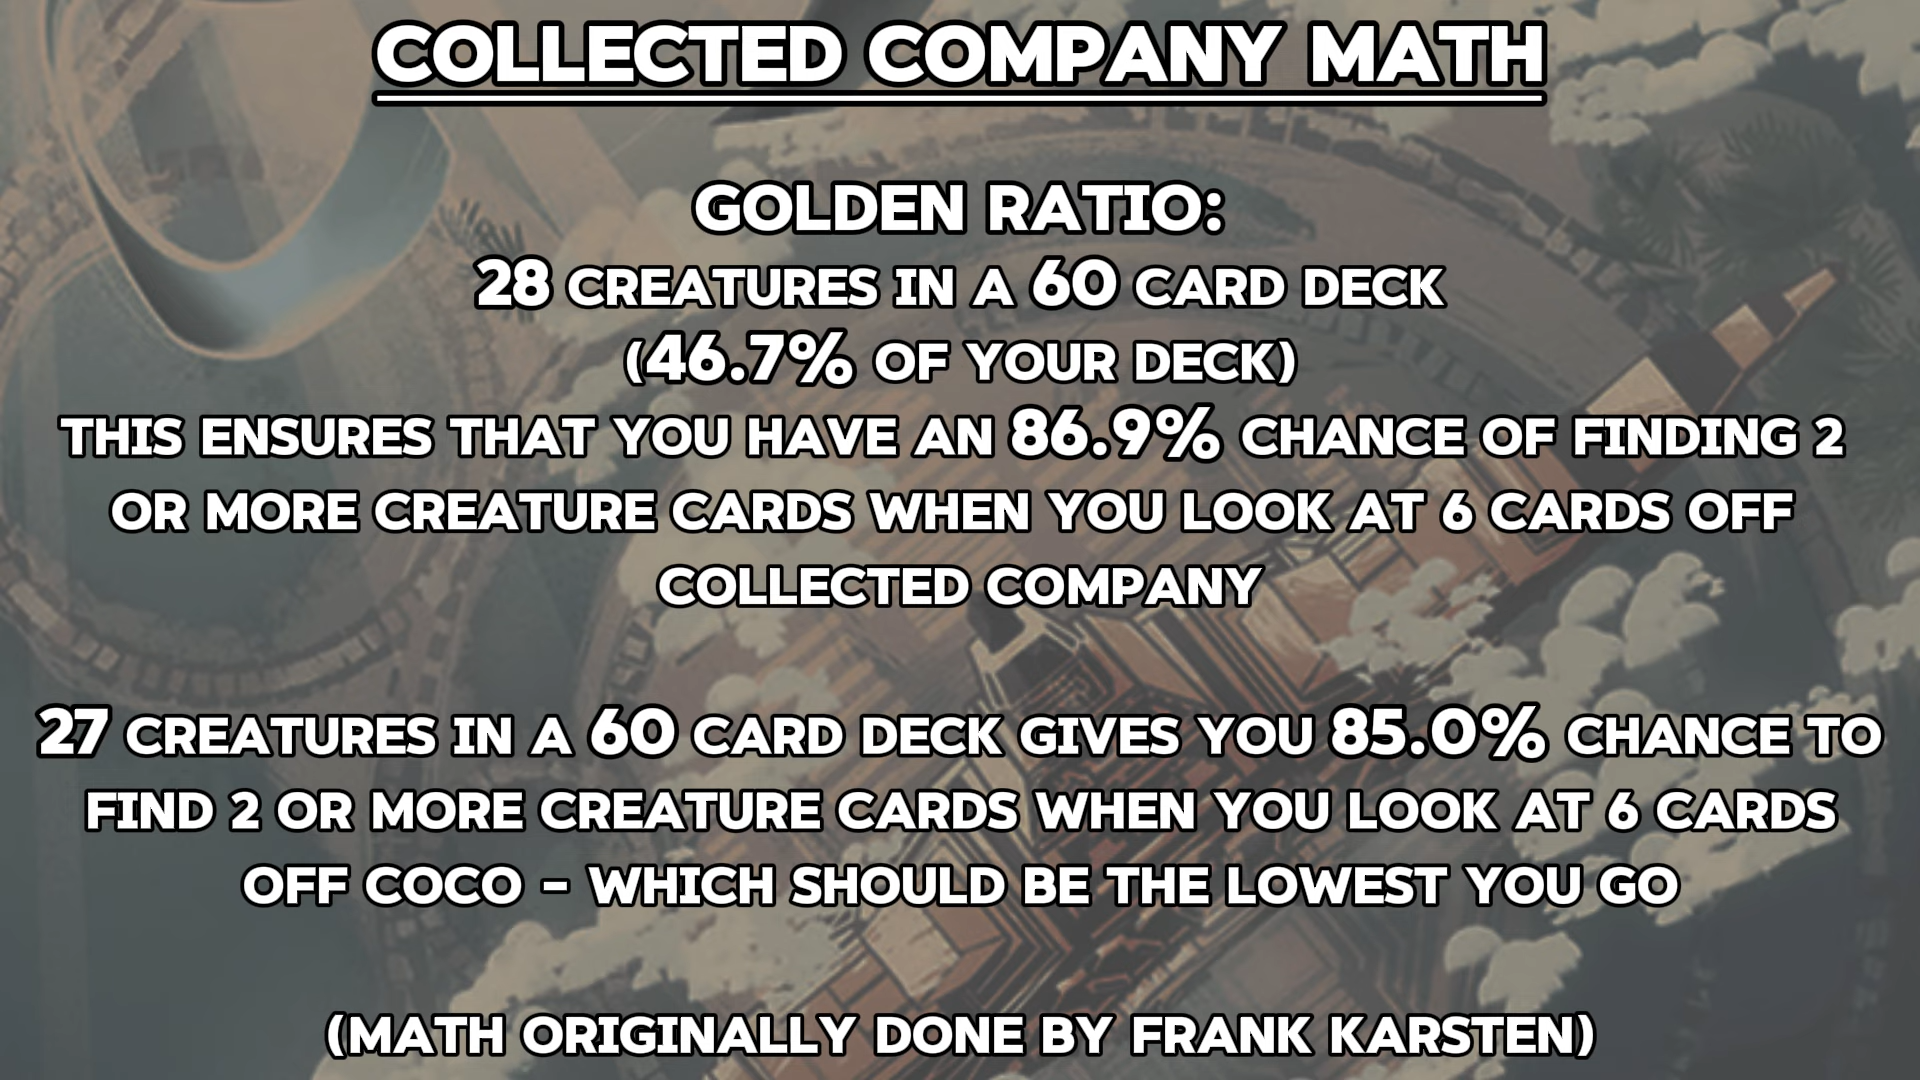 COLLECTED COMPANY MATH
GOLDEN RATIO:
28 CREATURES IN A 60 CARD DECK
(46.7% OF YOUR DECK)
THIS ENSURES THAT YOU HAVE AN 86.9% CHANCE OF FINDING 2
OR MORE CREATURE CARDS WHEN YOU LOOK AT 6 CARDS OFF
COLLECTED COMPANY
27 CREATURES IN A 60 CARD DECK GIVES YOU 85.0% CHANCE TO
FIND 2 OR MORE CREATURE CARDS WHEN YOU LOOK AT 6 CARDS
OFF COCO - WHICH SHOULD BE THE LOWEST YOU GO
(MATH ORIGINALLY DONE BY FRANK KARSTEN)